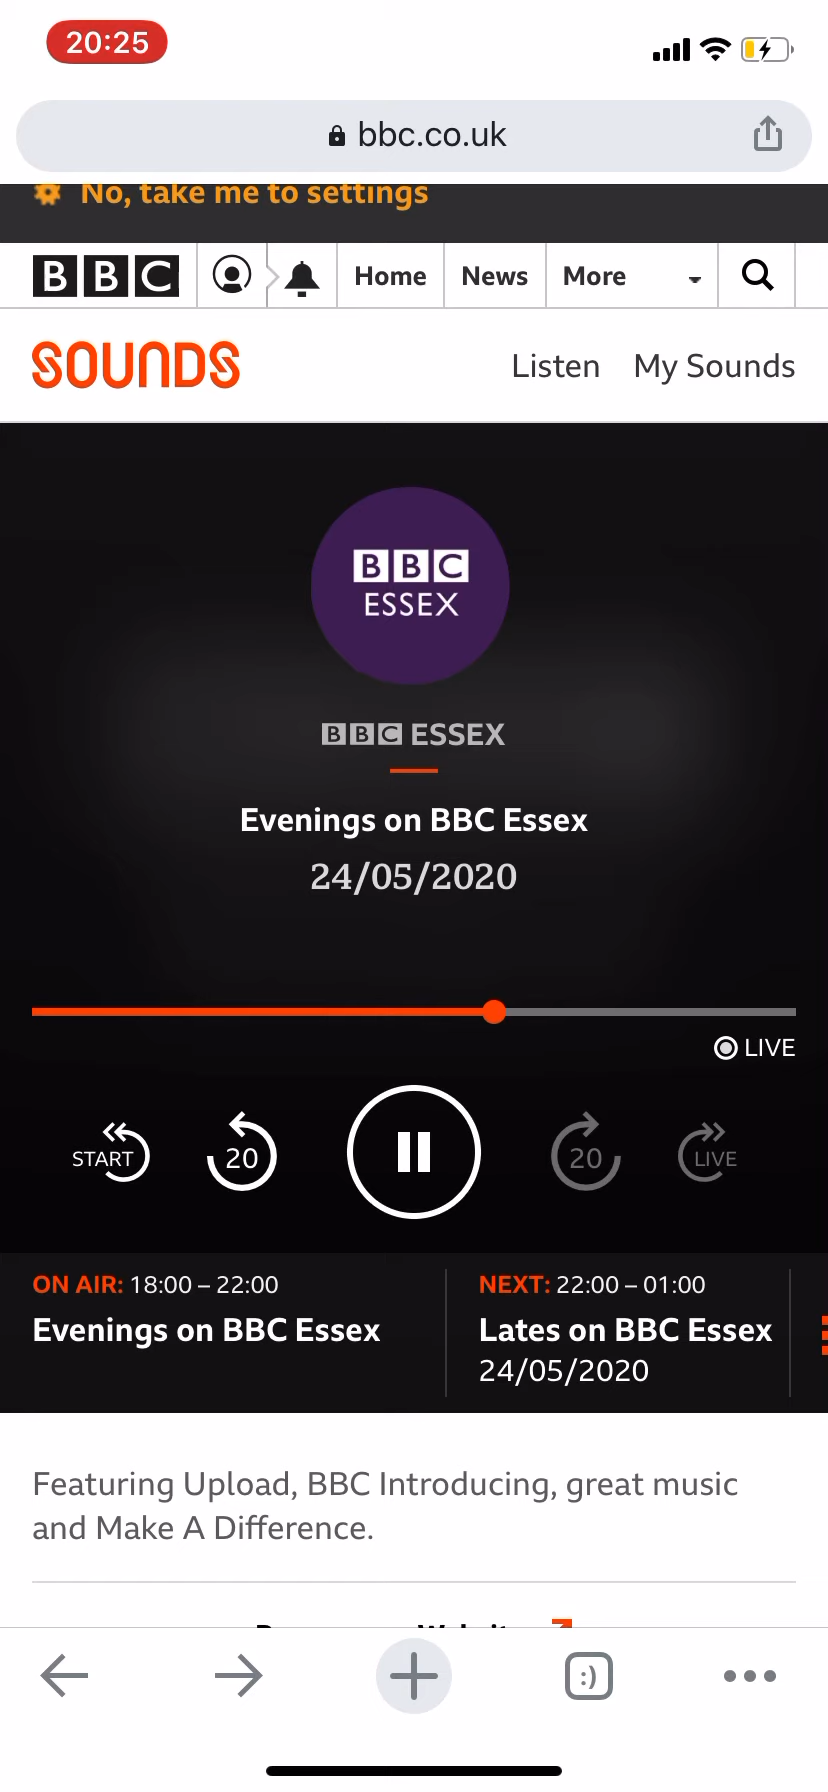 20:25
bbc.co.uk
No, take me to settings
BBC Home News More
SOUNDS Listen My Sounds
BBC
ESSEX
BBC ESSEX
Evenings on BBC Essex
24/05/2020
LIVE
START 20 20 LIVE
ON AIR: 18:00 – 22:00
Evenings on BBC Essex
NEXT: 22:00 – 01:00
Lates on BBC Essex
24/05/2020
Featuring Upload, BBC Introducing, great music
and Make A Difference.
:)